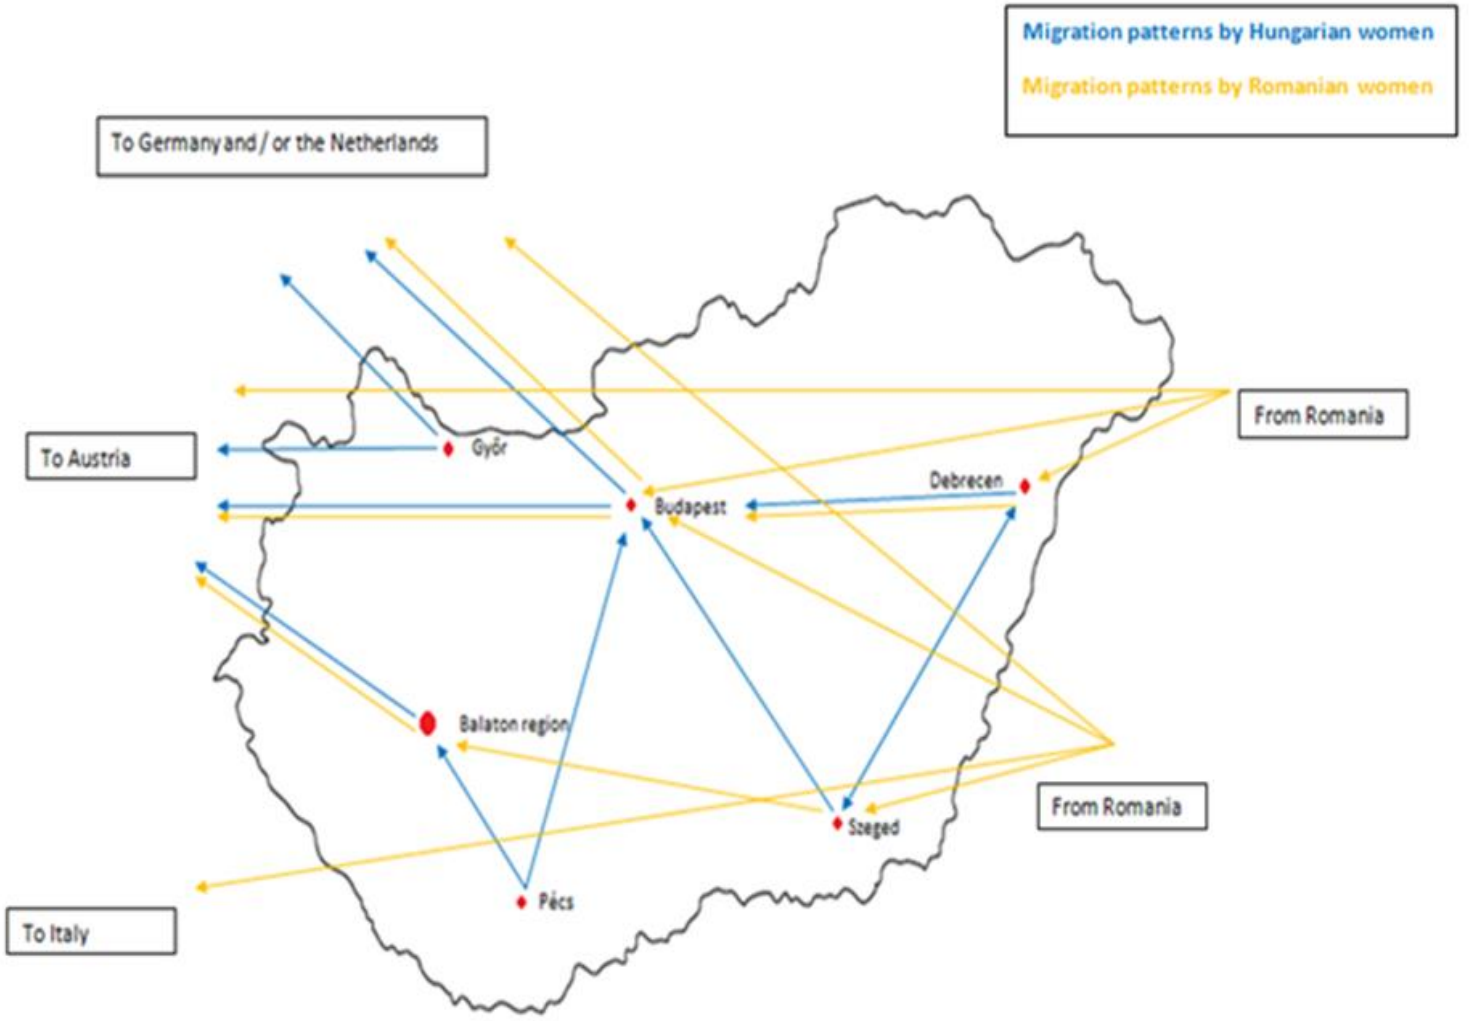 Migration patterns by Hungarian women
Migration patterns by Romanian women
To Germany and / or the Netherlands
From Romania
To Austria
Győr
Debrecen
Budapest
Balaton region
From Romania
Szeged
Pécs
To Italy